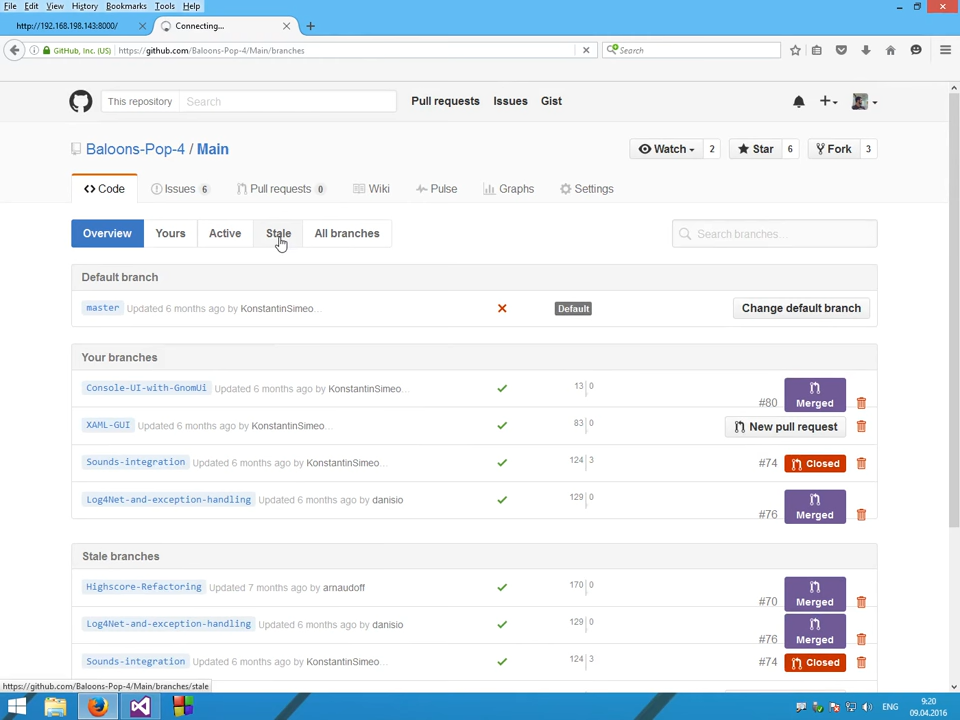 File Edit View History Bookmarks Tools Help
http://192.168.198.143:8000/ Connecting...
GitHub, Inc. (US) https://github.com/Baloons-Pop-4/Main/branches Search
This repository Search Pull requests Issues Gist
Baloons-Pop-4 / Main Watch 2 Star 6 Fork 3
Code Issues 6 Pull requests 0 Wiki Pulse Graphs Settings
Overview Yours Active Stale All branches Search branches...
Default branch
master Updated 6 months ago by KonstantinSimeo... Default Change default branch
Your branches
Console-UI-with-GnomUi Updated 6 months ago by KonstantinSimeo... 13 0 #80 Merged
XAML-GUI Updated 6 months ago by KonstantinSimeo... 83 0 New pull request
Sounds-integration Updated 6 months ago by KonstantinSimeo... 124 3 #74 Closed
Log4Net-and-exception-handling Updated 6 months ago by danisio 129 0 #76 Merged
Stale branches
Highscore-Refactoring Updated 7 months ago by arnaudoff 170 0 #70 Merged
Log4Net-and-exception-handling Updated 6 months ago by danisio 129 0 #76 Merged
Sounds-integration Updated 6 months ago by KonstantinSimeo... 124 3 #74 Closed
https://github.com/Baloons-Pop-4/Main/branches/stale
ENG 9:20
09.04.2016